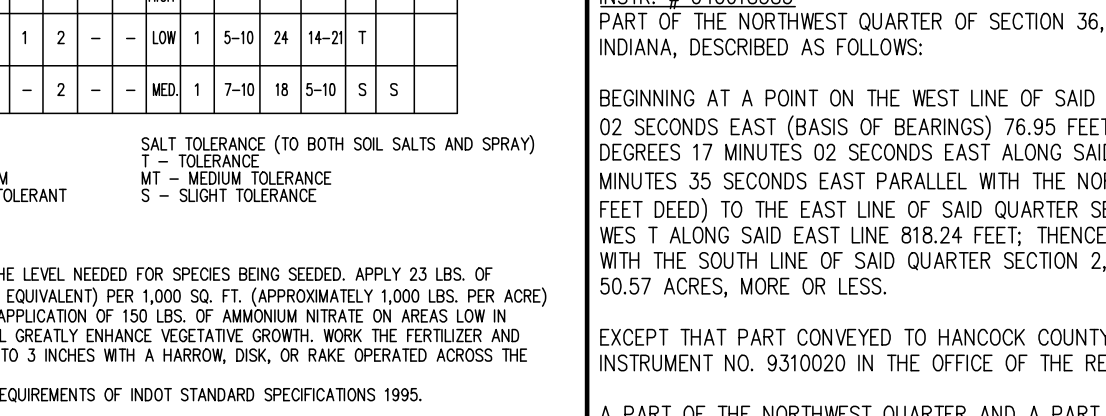 1 2 – – LOW 1 5–10 24 14–21 T
– 2 – – MED. 1 7–10 18 5–10 S S
SALT TOLERANCE (TO BOTH SOIL SALTS AND SPRAY)
T – TOLERANCE
M MT – MEDIUM TOLERANCE
TOLERANT S – SLIGHT TOLERANCE
HE LEVEL NEEDED FOR SPECIES BEING SEEDED. APPLY 23 LBS. OF
EQUIVALENT) PER 1,000 SQ. FT. (APPROXIMATELY 1,000 LBS. PER ACRE)
APPLICATION OF 150 LBS. OF AMMONIUM NITRATE ON AREAS LOW IN
L GREATLY ENHANCE VEGETATIVE GROWTH. WORK THE FERTILIZER AND
TO 3 INCHES WITH A HARROW, DISK, OR RAKE OPERATED ACROSS THE
EQUIREMENTS OF INDOT STANDARD SPECIFICATIONS 1995.
PART OF THE NORTHWEST QUARTER OF SECTION 36,
INDIANA, DESCRIBED AS FOLLOWS:
BEGINNING AT A POINT ON THE WEST LINE OF SAID
02 SECONDS EAST (BASIS OF BEARINGS) 76.95 FEET
DEGREES 17 MINUTES 02 SECONDS EAST ALONG SAID
MINUTES 35 SECONDS EAST PARALLEL WITH THE NOR
FEET DEED) TO THE EAST LINE OF SAID QUARTER SE
WES T ALONG SAID EAST LINE 818.24 FEET; THENCE
WITH THE SOUTH LINE OF SAID QUARTER SECTION 2,
50.57 ACRES, MORE OR LESS.
EXCEPT THAT PART CONVEYED TO HANCOCK COUNTY
INSTRUMENT NO. 9310020 IN THE OFFICE OF THE RE
A PART OF THE NORTHWEST QUARTER AND A PART